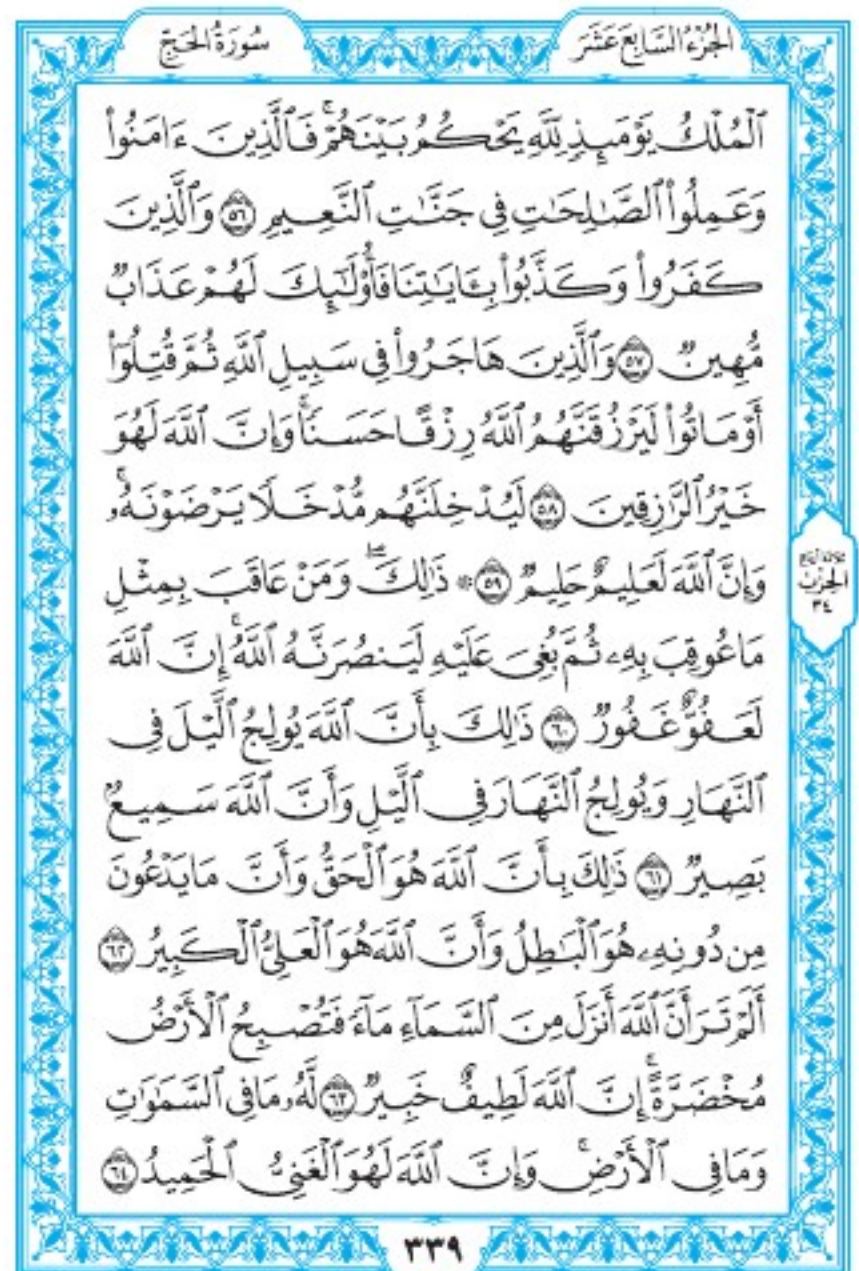 الجُزْءُ السَّابِعَ عَشَرَ
سُورَةُ الحَجِّ
ٱلْمُلْكُ يَوْمَئِذٍ لِّلَّهِ يَحْكُمُ بَيْنَهُمْۚ فَٱلَّذِينَ ءَامَنُوا۟
وَعَمِلُوا۟ ٱلصَّٰلِحَٰتِ فِى جَنَّٰتِ ٱلنَّعِيمِ ٥٦ وَٱلَّذِينَ
كَفَرُوا۟ وَكَذَّبُوا۟ بِـَٔايَٰتِنَا فَأُو۟لَٰٓئِكَ لَهُمْ عَذَابٌ
مُّهِينٌ ٥٧ وَٱلَّذِينَ هَاجَرُوا۟ فِى سَبِيلِ ٱللَّهِ ثُمَّ قُتِلُوٓا۟
أَوْ مَاتُوا۟ لَيَرْزُقَنَّهُمُ ٱللَّهُ رِزْقًا حَسَنًاۚ وَإِنَّ ٱللَّهَ لَهُوَ
خَيْرُ ٱلرَّٰزِقِينَ ٥٨ لَيُدْخِلَنَّهُم مُّدْخَلًا يَرْضَوْنَهُۥۚ
وَإِنَّ ٱللَّهَ لَعَلِيمٌ حَلِيمٌ ٥٩ ۞ ذَٰلِكَۖ وَمَنْ عَاقَبَ بِمِثْلِ
مَا عُوقِبَ بِهِۦ ثُمَّ بُغِىَ عَلَيْهِ لَيَنصُرَنَّهُ ٱللَّهُۚ إِنَّ ٱللَّهَ
لَعَفُوٌّ غَفُورٌ ٦٠ ذَٰلِكَ بِأَنَّ ٱللَّهَ يُولِجُ ٱلَّيْلَ فِى
ٱلنَّهَارِ وَيُولِجُ ٱلنَّهَارَ فِى ٱلَّيْلِ وَأَنَّ ٱللَّهَ سَمِيعٌۢ
بَصِيرٌ ٦١ ذَٰلِكَ بِأَنَّ ٱللَّهَ هُوَ ٱلْحَقُّ وَأَنَّ مَا يَدْعُونَ
مِن دُونِهِۦ هُوَ ٱلْبَٰطِلُ وَأَنَّ ٱللَّهَ هُوَ ٱلْعَلِىُّ ٱلْكَبِيرُ ٦٢
أَلَمْ تَرَ أَنَّ ٱللَّهَ أَنزَلَ مِنَ ٱلسَّمَآءِ مَآءً فَتُصْبِحُ ٱلْأَرْضُ
مُخْضَرَّةًۗ إِنَّ ٱللَّهَ لَطِيفٌ خَبِيرٌ ٦٣ لَّهُۥ مَا فِى ٱلسَّمَٰوَٰتِ
وَمَا فِى ٱلْأَرْضِۗ وَإِنَّ ٱللَّهَ لَهُوَ ٱلْغَنِىُّ ٱلْحَمِيدُ ٦٤
ثلاثة أرباع
الحِزْبُ
٣٤
٣٣٩